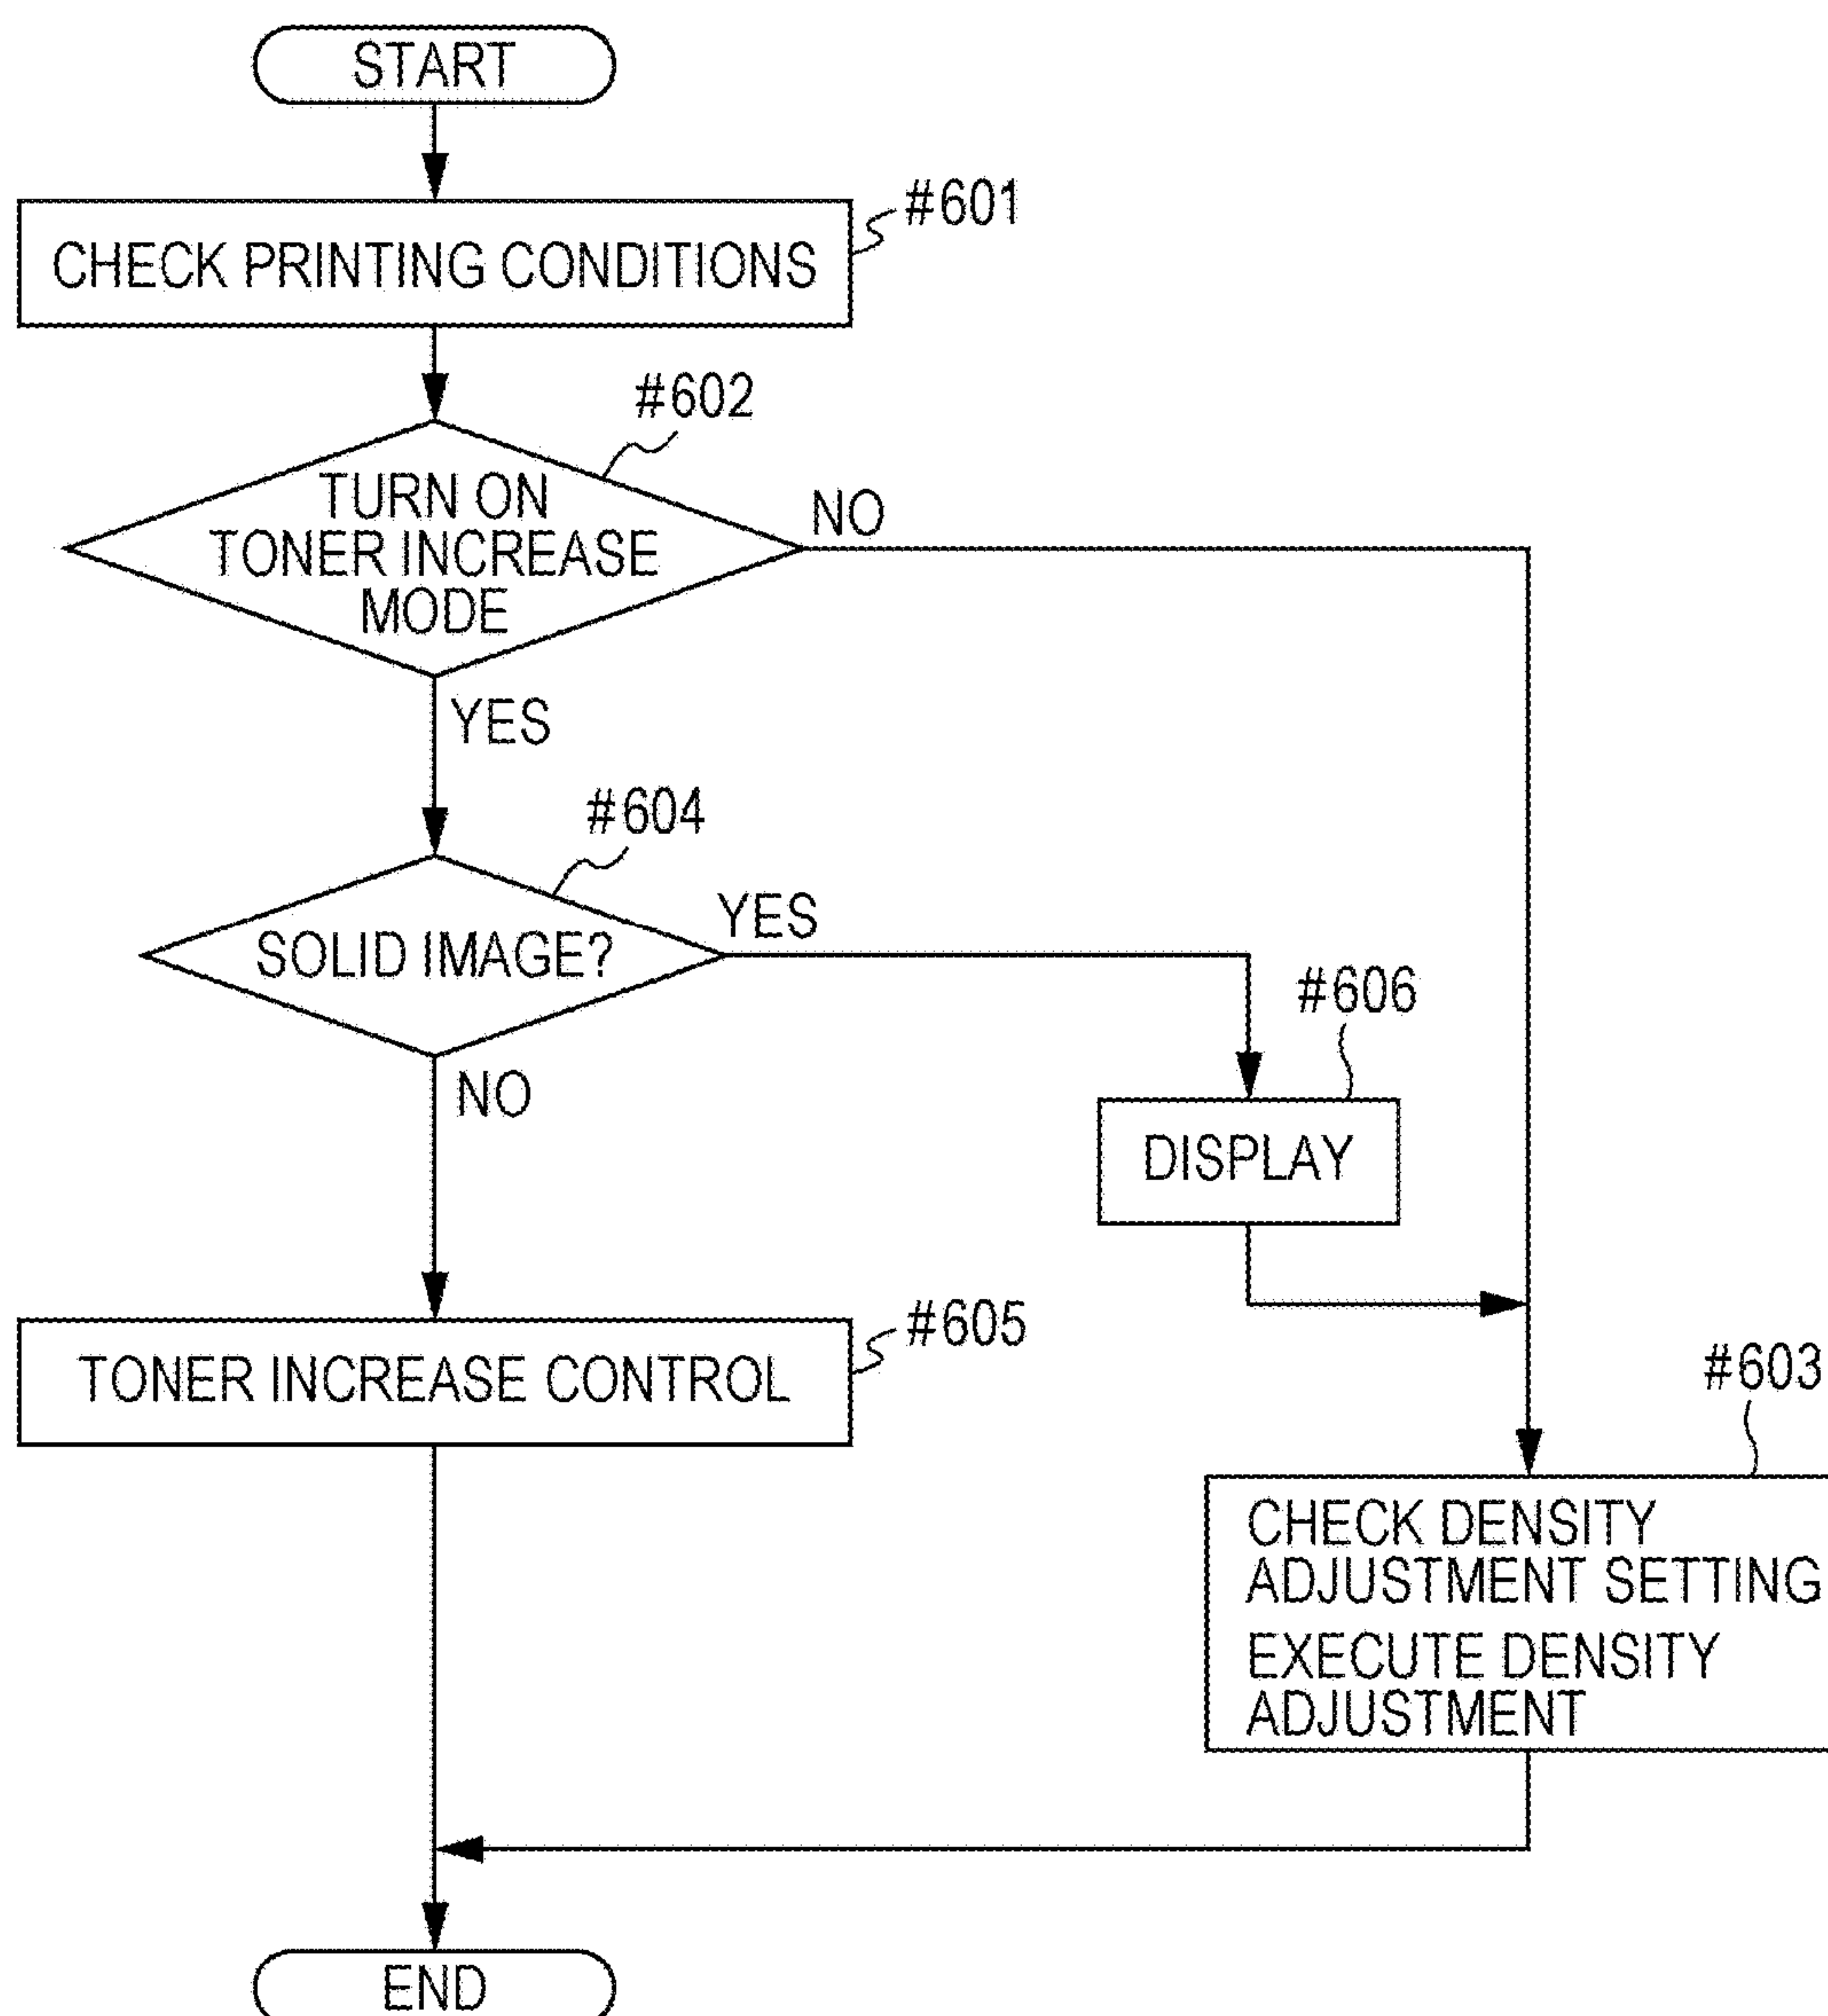 START
#601
CHECK PRINTING CONDITIONS
#602
TURN ON
TONER INCREASE
MODE
NO
YES
#604
SOLID IMAGE?
YES
NO
#606
DISPLAY
#605
TONER INCREASE CONTROL
#603
CHECK DENSITY
ADJUSTMENT SETTING
EXECUTE DENSITY
ADJUSTMENT
END